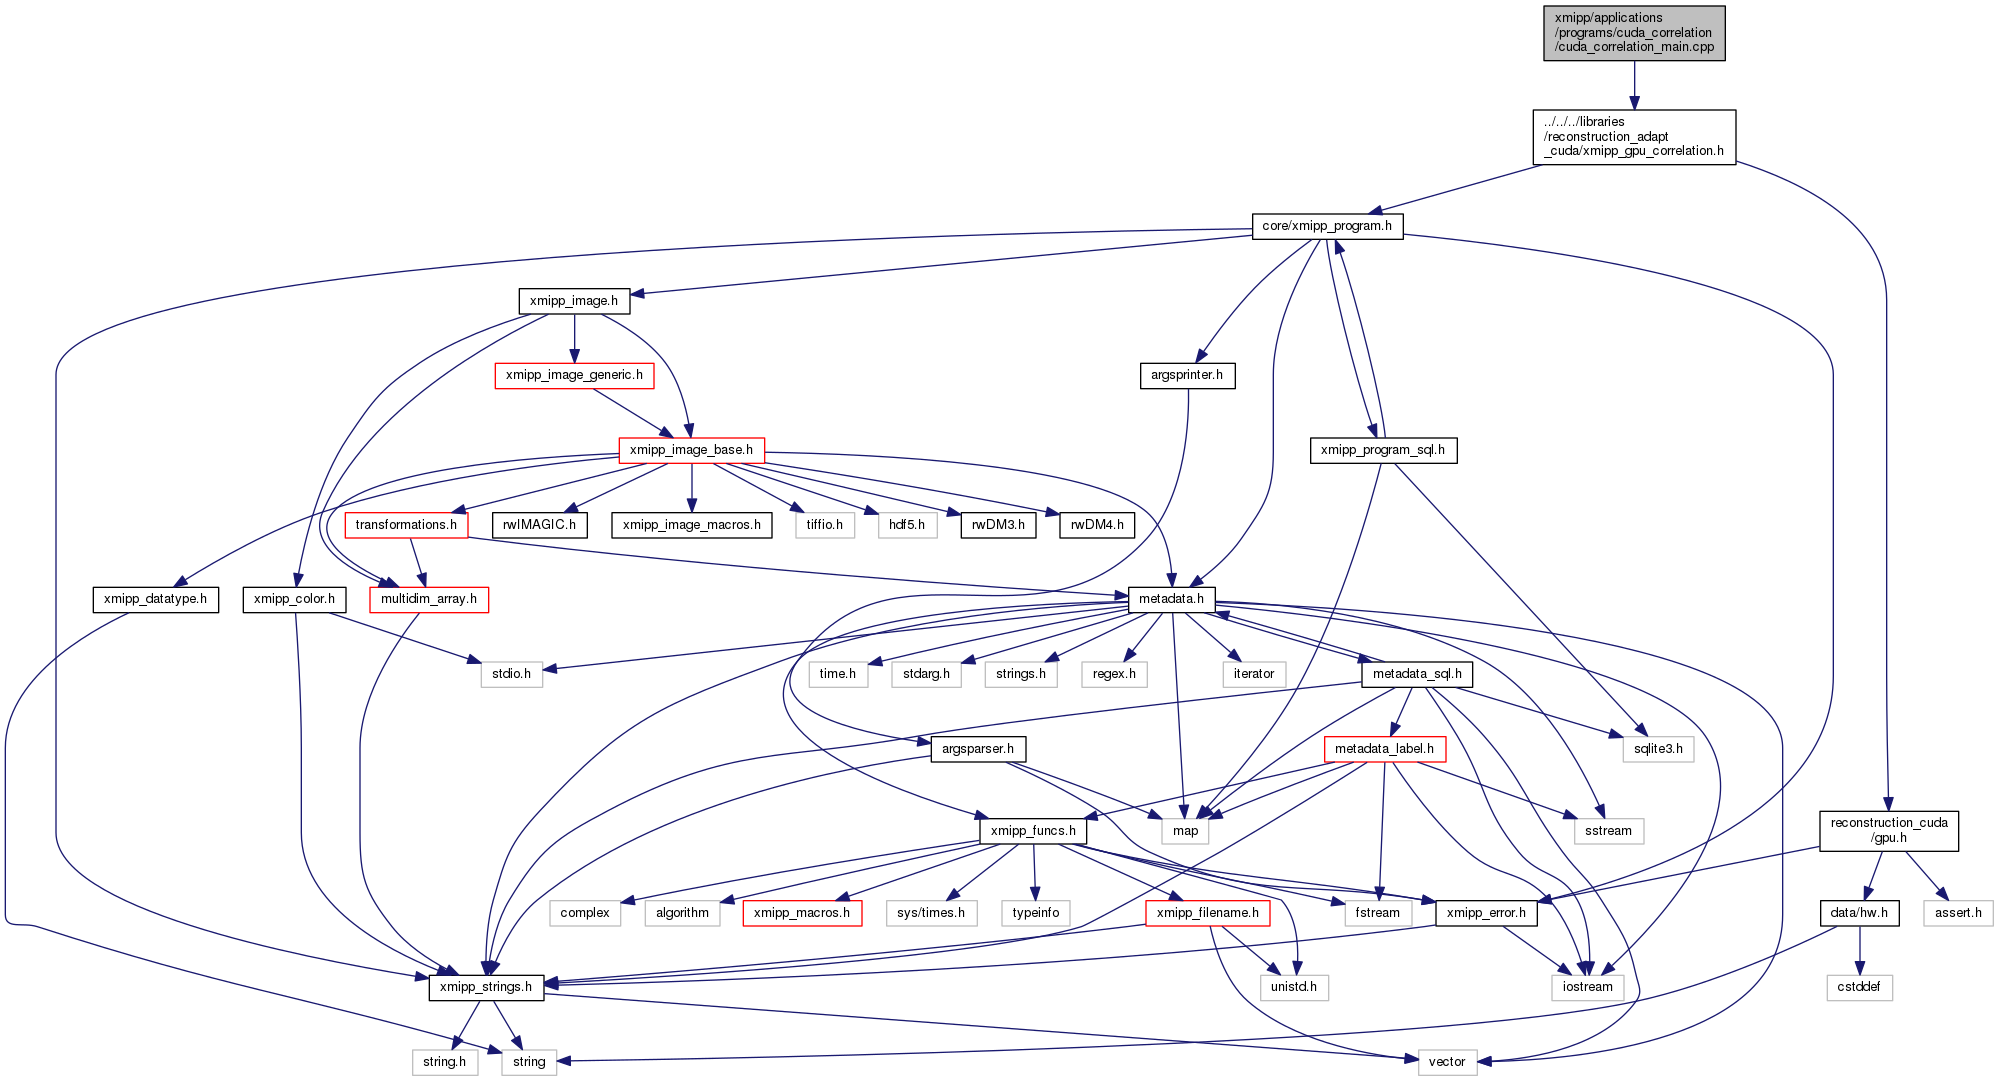 xmipp/applications
/programs/cuda_correlation
/cuda_correlation_main.cpp
../../../libraries
/reconstruction_adapt
_cuda/xmipp_gpu_correlation.h
core/xmipp_program.h
xmipp_image.h
xmipp_image_generic.h
argsprinter.h
xmipp_image_base.h
xmipp_program_sql.h
transformations.h
rwIMAGIC.h
xmipp_image_macros.h
tiffio.h
hdf5.h
rwDM3.h
rwDM4.h
xmipp_datatype.h
xmipp_color.h
multidim_array.h
metadata.h
stdio.h
time.h
stdarg.h
strings.h
regex.h
iterator
metadata_sql.h
argsparser.h
metadata_label.h
sqlite3.h
xmipp_funcs.h
map
sstream
reconstruction_cuda
/gpu.h
complex
algorithm
xmipp_macros.h
sys/times.h
typeinfo
xmipp_filename.h
fstream
xmipp_error.h
data/hw.h
assert.h
xmipp_strings.h
unistd.h
iostream
cstddef
string.h
string
vector